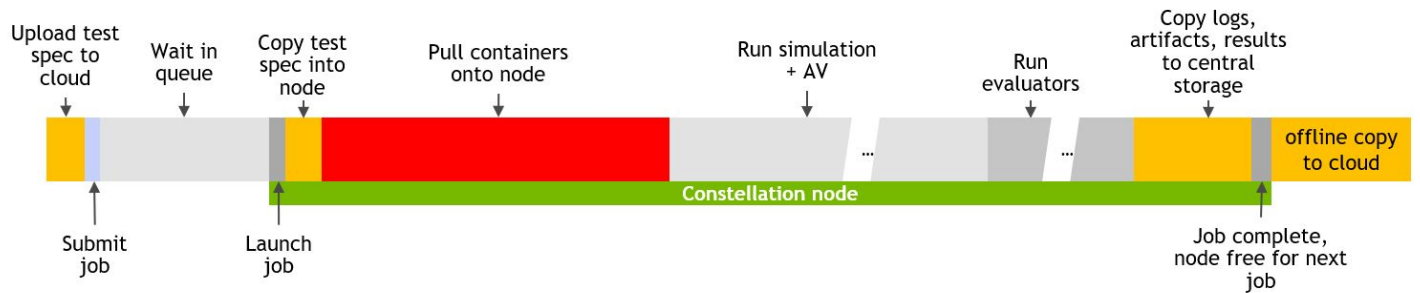 Upload test
spec to
cloud
Wait in
queue
Copy test
spec into
node
Pull containers
onto node
Run simulation
+ AV
Run
evaluators
Copy logs,
artifacts, results
to central
storage
...
...
offline copy
to cloud
Constellation node
Submit
job
Launch
job
Job complete,
node free for next
job